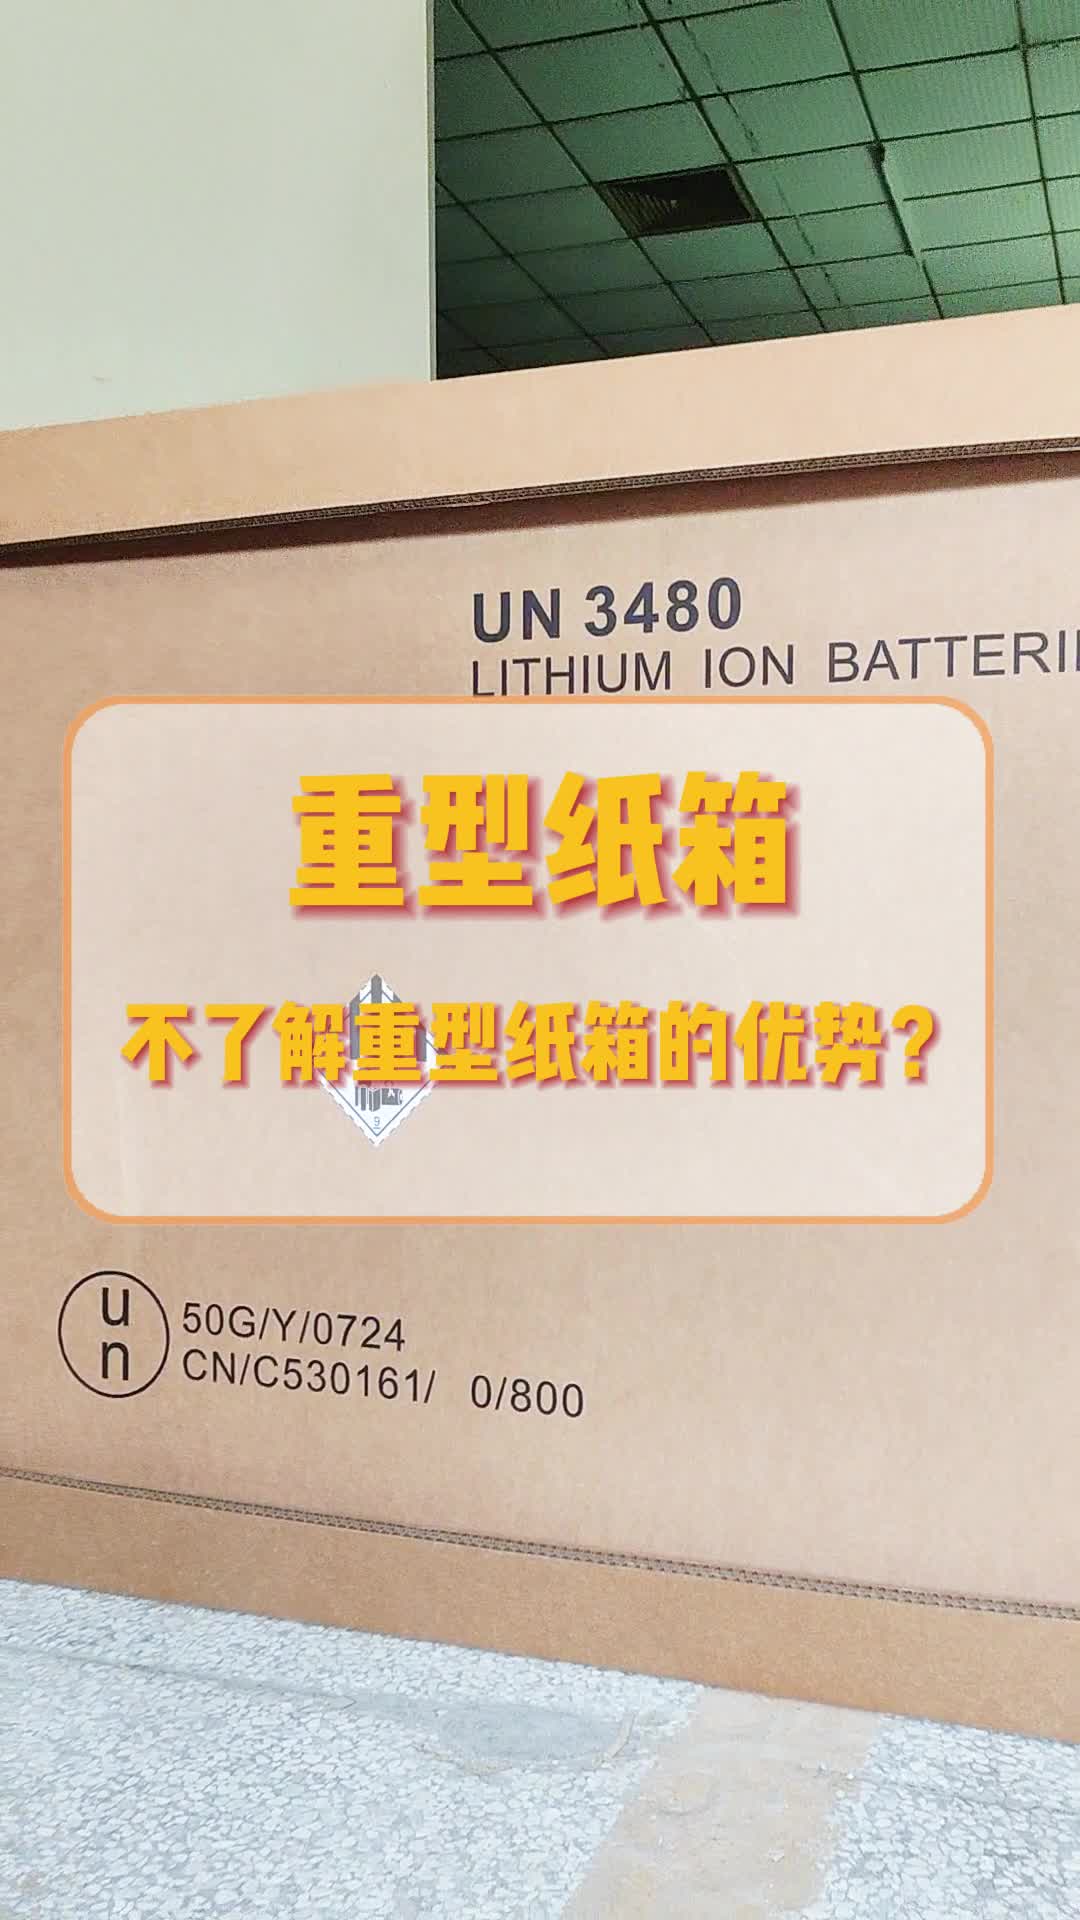 UN 3480
LITHIUM ION BATTERI
重型纸箱
不了解重型纸箱的优势?
9
u
n
50G/Y/0724
CN/C530161/ 0/800